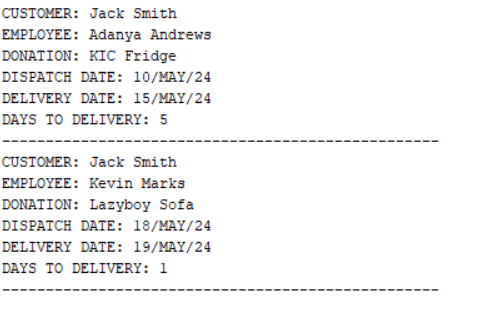 CUSTOMER: Jack Smith
EMPLOYEE: Adanya Andrews
DONATION: KIC Fridge
DISPATCH DATE: 10/MAY/24
DELIVERY DATE: 15/MAY/24
DAYS TO DELIVERY: 5
--------------------------------------------------
CUSTOMER: Jack Smith
EMPLOYEE: Kevin Marks
DONATION: Lazyboy Sofa
DISPATCH DATE: 18/MAY/24
DELIVERY DATE: 19/MAY/24
DAYS TO DELIVERY: 1
--------------------------------------------------